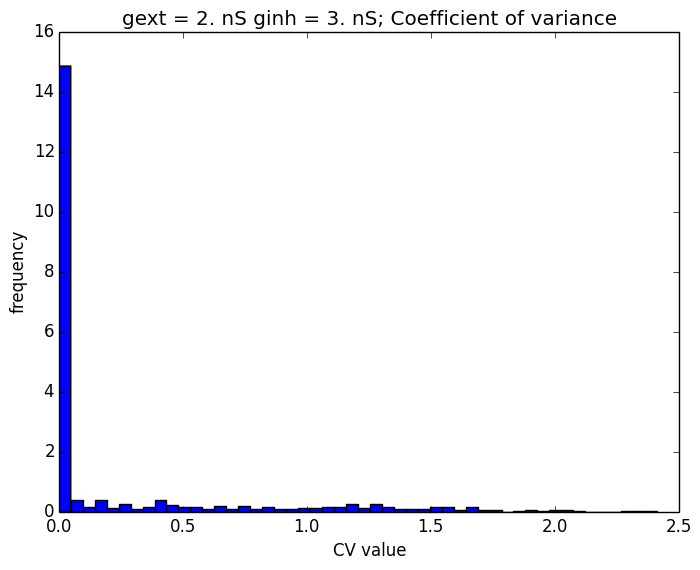 gext = 2. nS ginh = 3. nS; Coefficient of variance
16
14
12
10
8
6
4
2
0
frequency
0.0 0.5 1.0 1.5 2.0 2.5
CV value